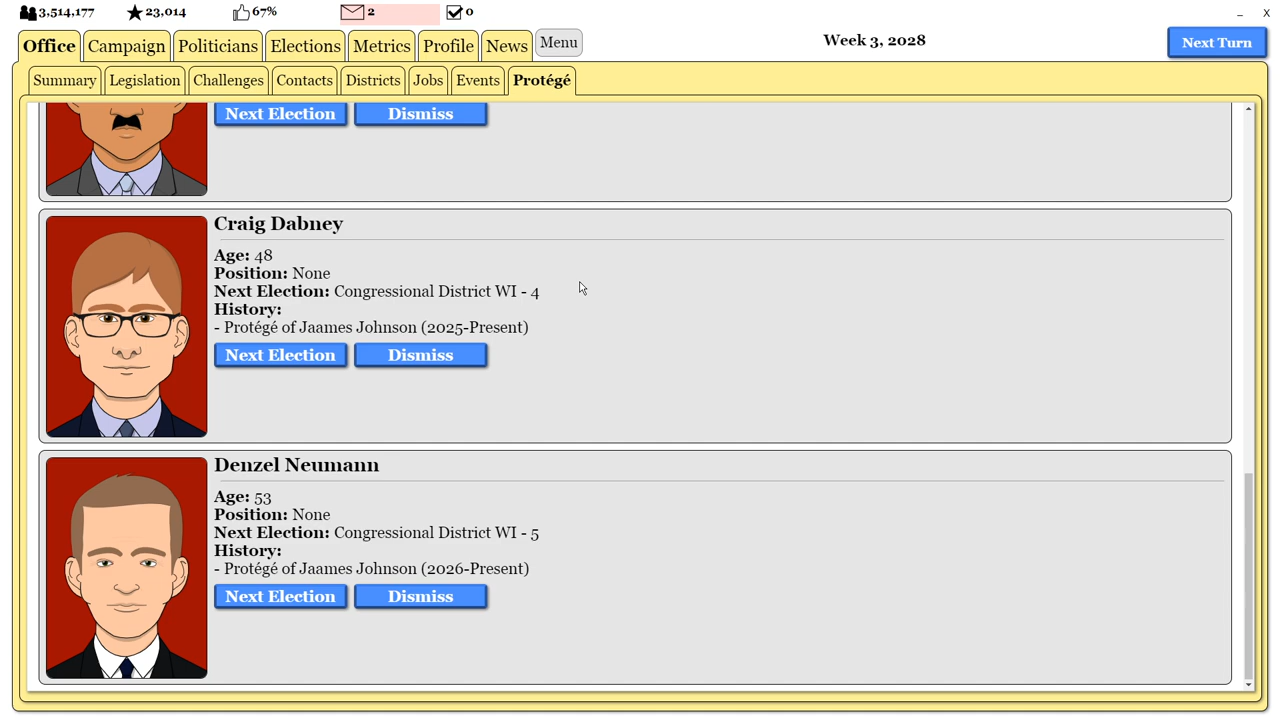 3,514,177 23,014 67% 2 0
_ X
Office Campaign Politicians Elections Metrics Profile News Menu Week 3, 2028 Next Turn
Summary Legislation Challenges Contacts Districts Jobs Events Protégé
Next Election Dismiss
Craig Dabney
Age: 48
Position: None
Next Election: Congressional District WI - 4
History:
- Protégé of Jaames Johnson (2025-Present)
Next Election Dismiss
Denzel Neumann
Age: 53
Position: None
Next Election: Congressional District WI - 5
History:
- Protégé of Jaames Johnson (2026-Present)
Next Election Dismiss